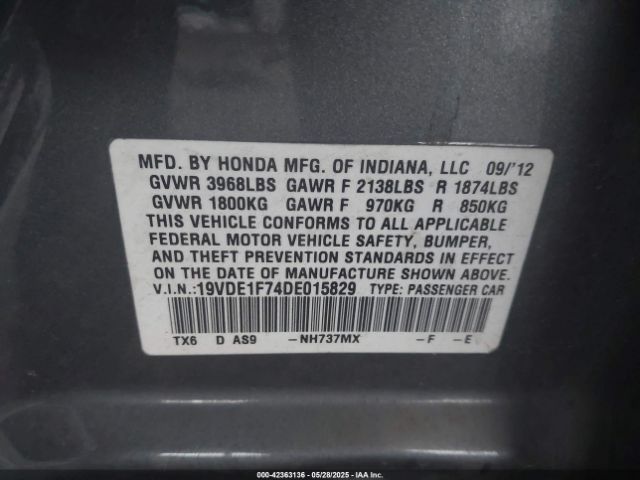 MFD. BY HONDA MFG. OF INDIANA, LLC 09/'12
GVWR 3968LBS GAWR F 2138LBS R 1874LBS
GVWR 1800KG GAWR F 970KG R 850KG
THIS VEHICLE CONFORMS TO ALL APPLICABLE
FEDERAL MOTOR VEHICLE SAFETY, BUMPER,
AND THEFT PREVENTION STANDARDS IN EFFECT
ON THE DATE OF MANUFACTURE SHOWN ABOVE.
V.I.N.:19VDE1F74DE015829 TYPE: PASSENGER CAR
TX6 D AS9 -NH737MX -F -E
000-42363136 - 05/28/2025 - IAA Inc.